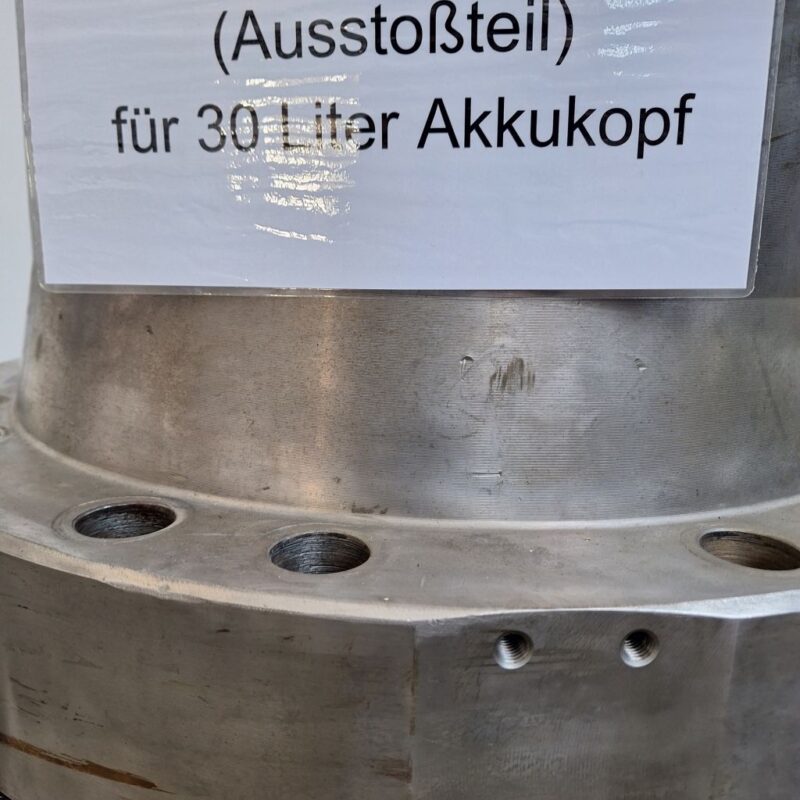 (Ausstoßteil)
für 30 Liter Akkukopf